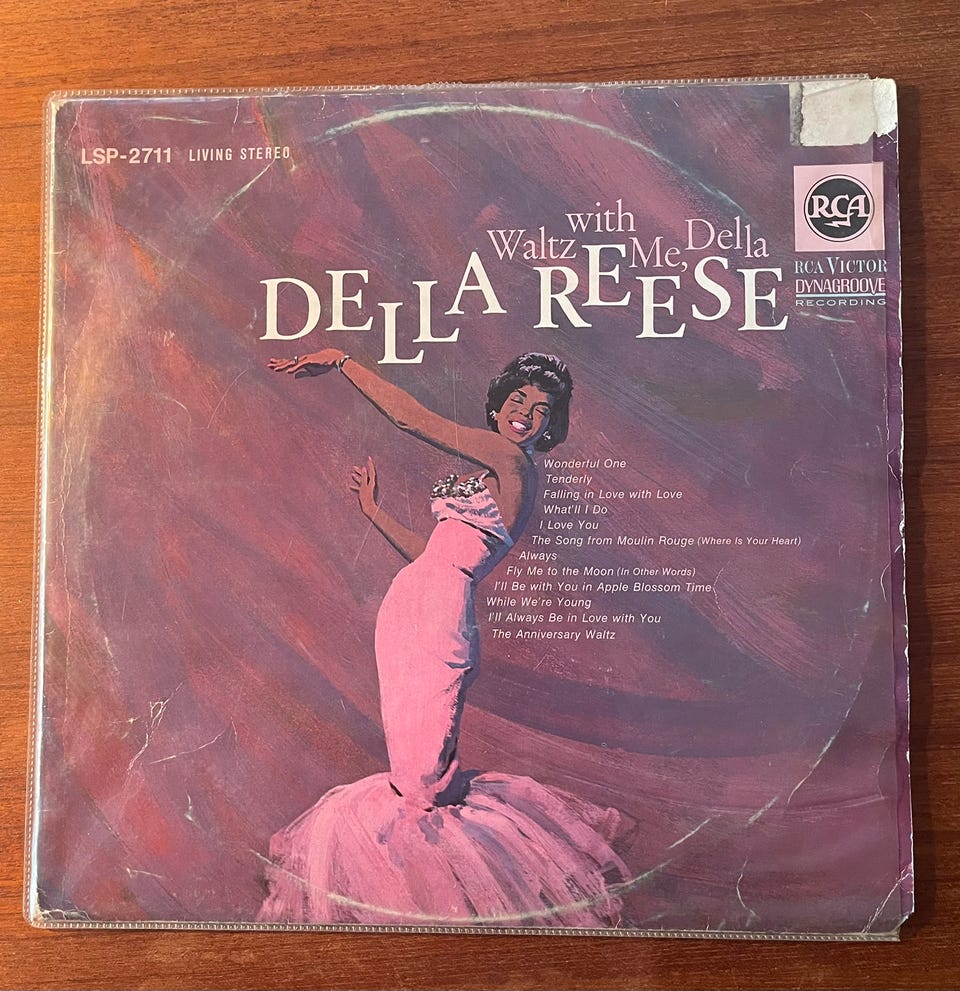 LSP-2711 LIVING STEREO
Waltz with Me, Della
DELLA REESE
RCA
RCA VICTOR
DYNAGROOVE
RECORDING
Wonderful One
Tenderly
Falling in Love with Love
What'll I Do
I Love You
The Song from Moulin Rouge (Where Is Your Heart)
Always
Fly Me to the Moon (In Other Words)
I'll Be with You in Apple Blossom Time
While We're Young
I'll Always Be in Love with You
The Anniversary Waltz